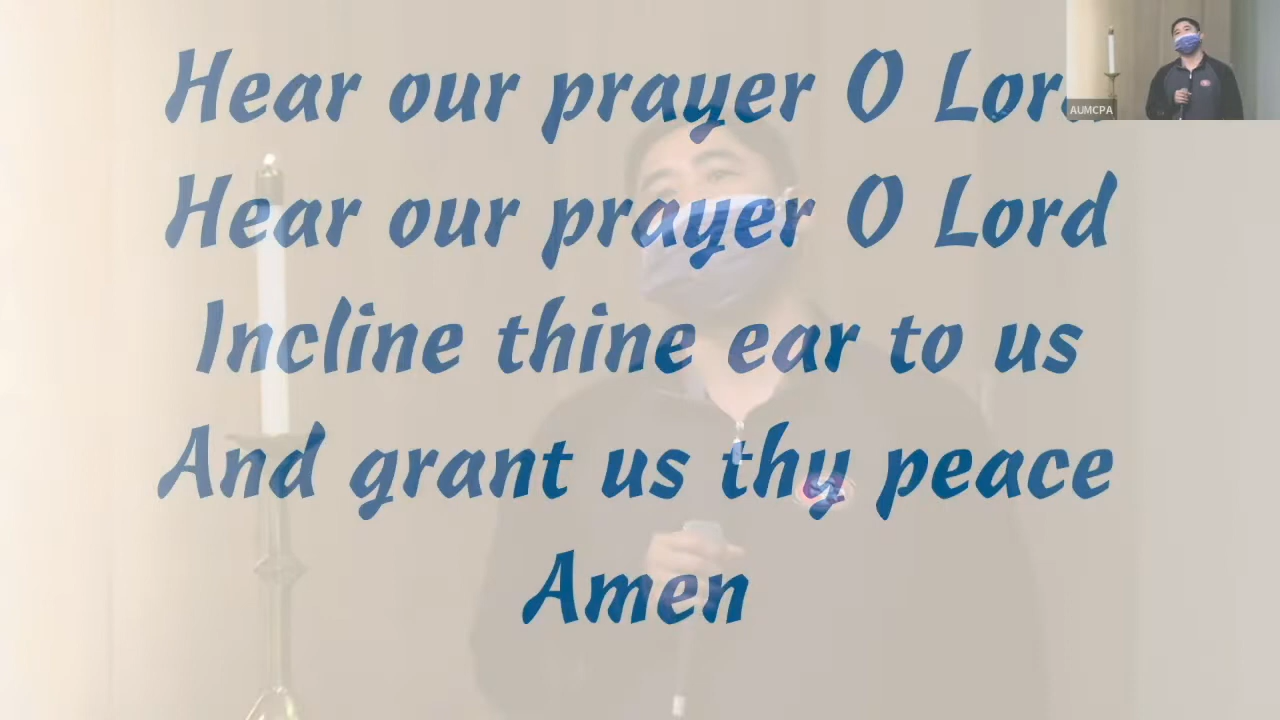 Hear our prayer O Lord
Hear our prayer O Lord
Incline thine ear to us
And grant us thy peace
Amen
AUMCPA